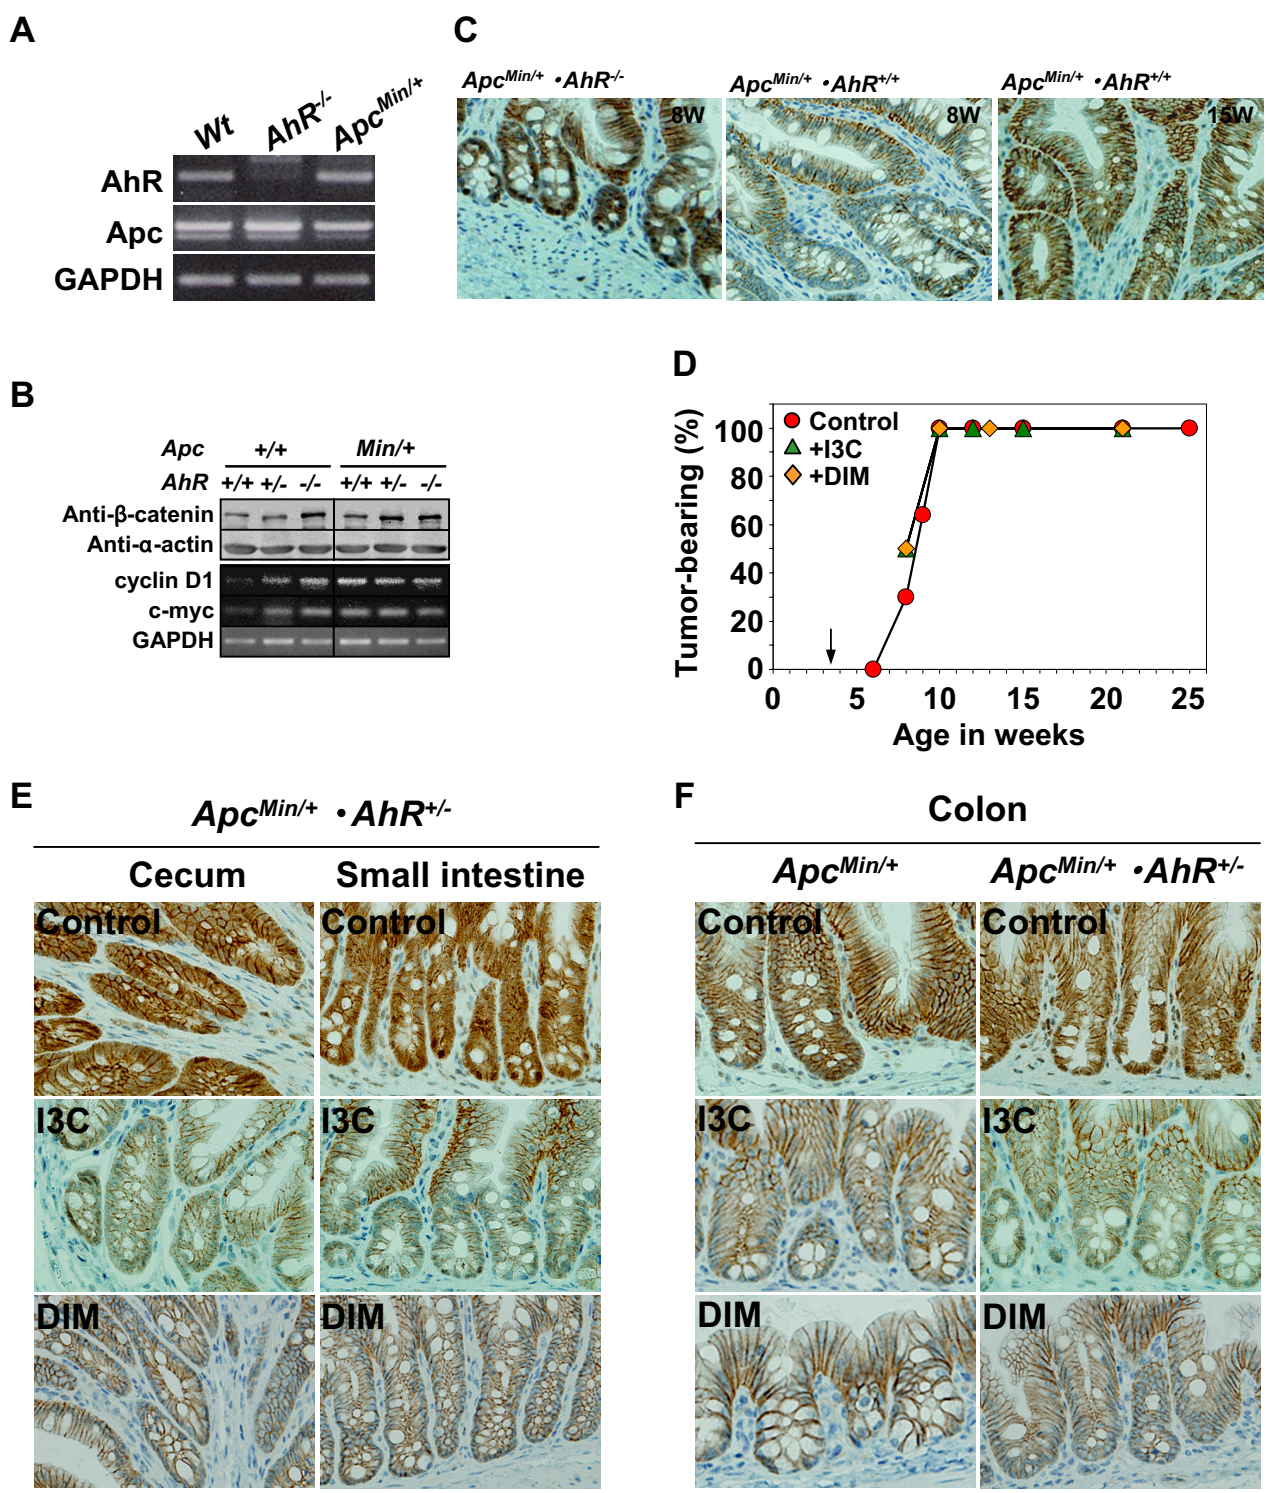 A
Wt AhR-/- ApcMin/+
AhR
Apc
GAPDH
B
Apc +/+ Min/+
AhR +/+ +/- -/- +/+ +/- -/-
Anti-β-catenin
Anti-α-actin
cyclin D1
c-myc
GAPDH
C
ApcMin/+ •AhR-/- ApcMin/+ •AhR+/+ ApcMin/+ •AhR+/+
8W 8W 15W
D
Tumor-bearing (%)
100
80
60
40
20
0
Control
+I3C
+DIM
0 5 10 15 20 25
Age in weeks
E
ApcMin/+ •AhR+/-
Cecum Small intestine
Control Control
I3C I3C
DIM DIM
F
Colon
ApcMin/+ ApcMin/+ •AhR+/-
Control Control
I3C I3C
DIM DIM